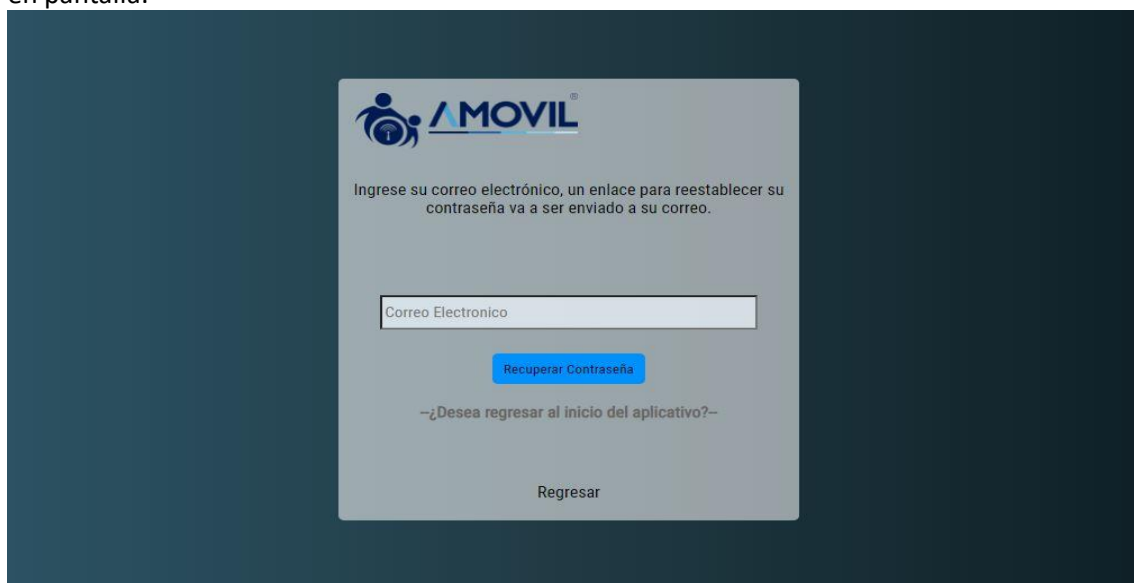 en pantalla.
AMOVIL®
Ingrese su correo electrónico, un enlace para reestablecer su
contraseña va a ser enviado a su correo.
Correo Electronico
Recuperar Contraseña
--¿Desea regresar al inicio del aplicativo?--
Regresar